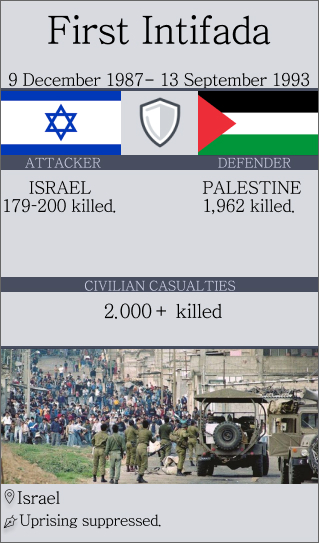 First Intifada
9 December 1987– 13 September 1993
ATTACKER
DEFENDER
ISRAEL
179-200 killed.
PALESTINE
1,962 killed.
CIVILIAN CASUALTIES
2.000+ killed
Israel
Uprising suppressed.